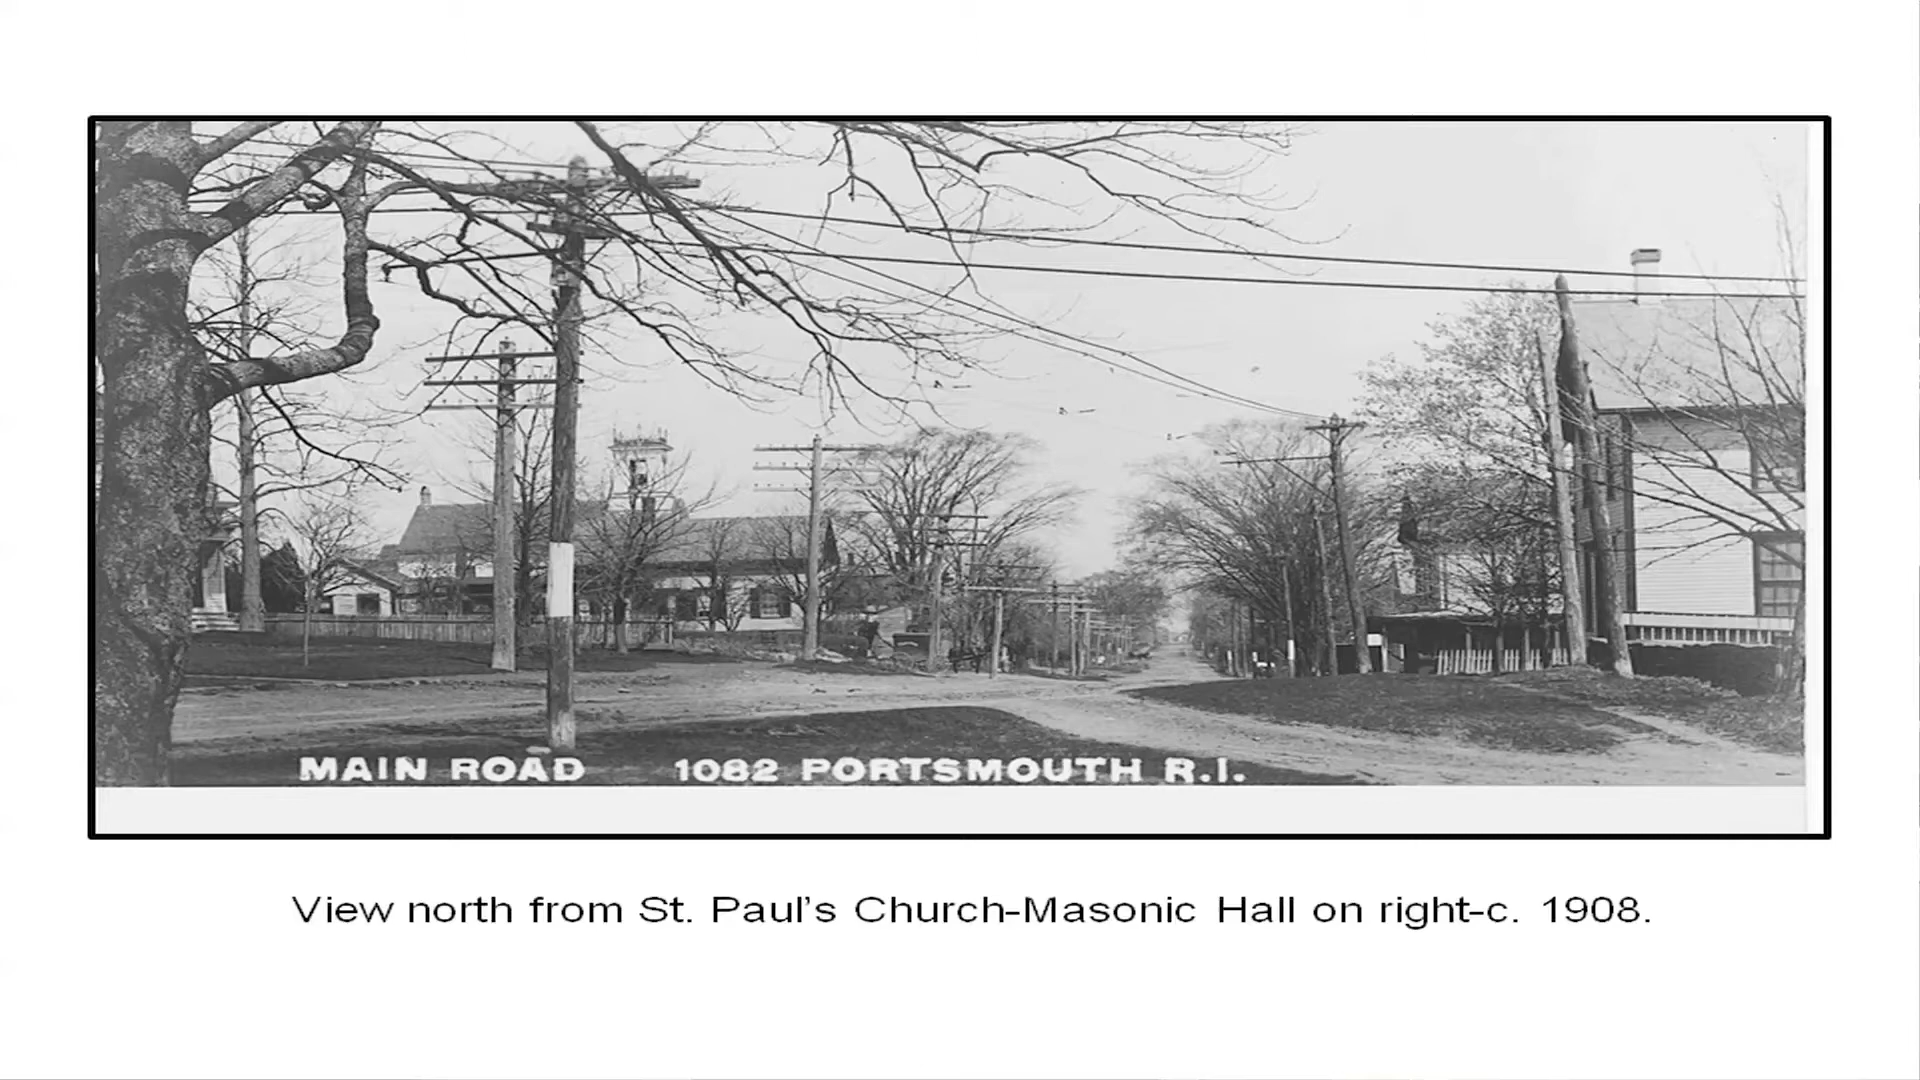 MAIN ROAD 1082 PORTSMOUTH R.I.
View north from St. Paul's Church-Masonic Hall on right-c. 1908.